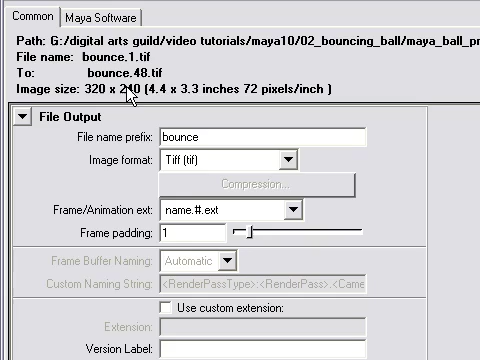 Common Maya Software
Path: G:/digital arts guild/video tutorials/maya10/02_bouncing_ball/maya_ball_pr
File name: bounce.1.tif
To: bounce.48.tif
Image size: 320 x 240 (4.4 x 3.3 inches 72 pixels/inch )
File Output
File name prefix: bounce
Image format: Tiff (tif)
Compression...
Frame/Animation ext: name.#.ext
Frame padding: 1
Frame Buffer Naming: Automatic
Custom Naming String: <RenderPassType>:<RenderPass>.<Came
Use custom extension:
Extension:
Version Label: